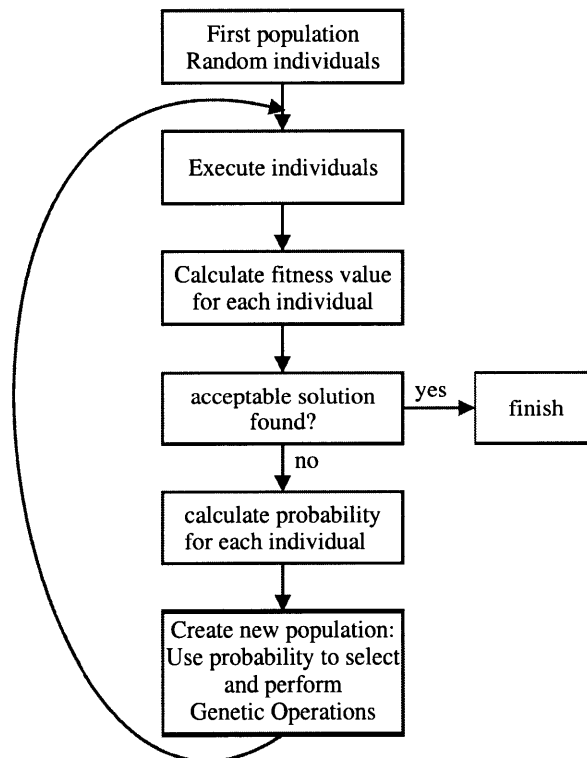 First population
Random individuals
Execute individuals
Calculate fitness value
for each individual
acceptable solution
found?
yes
finish
no
calculate probability
for each individual
Create new population:
Use probability to select
and perform
Genetic Operations